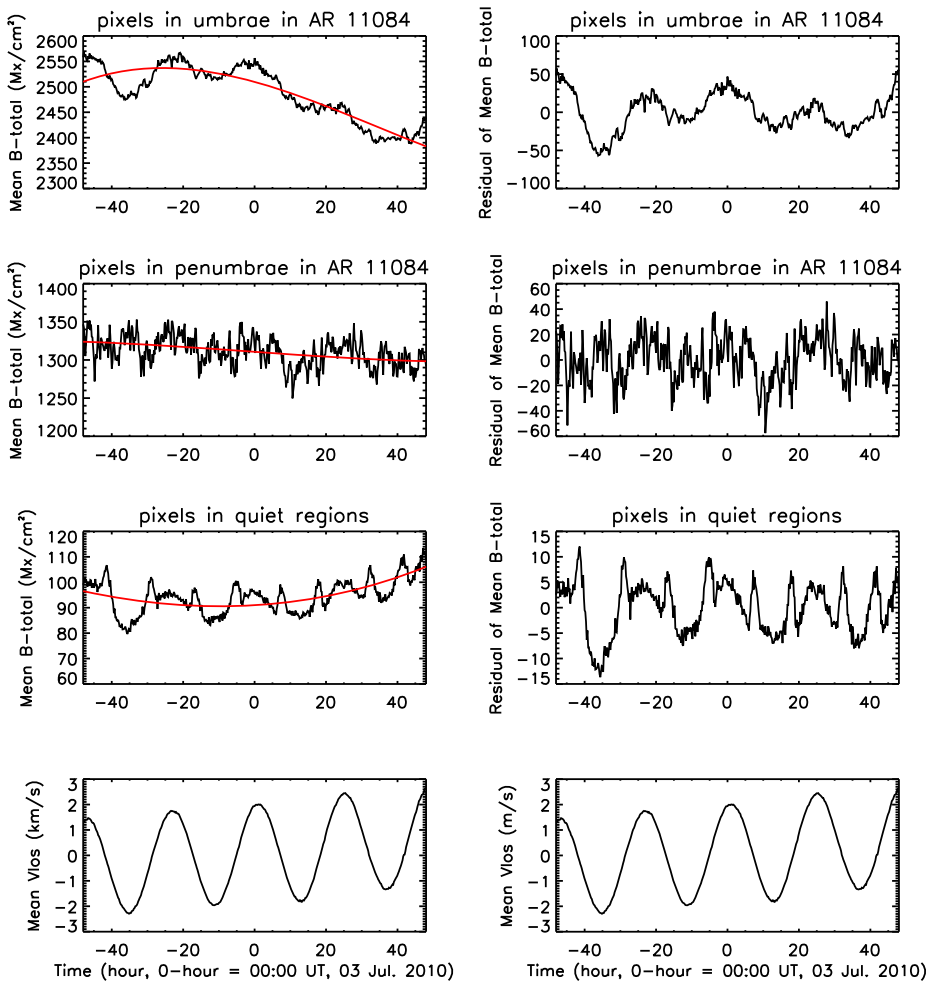 pixels in umbrae in AR 11084
Mean B-total (Mx/cm²)
2600
2550
2500
2450
2400
2350
2300
-40 -20 0 20 40
pixels in umbrae in AR 11084
Residual of Mean B-total
100
50
0
-50
-100
-40 -20 0 20 40
pixels in penumbrae in AR 11084
Mean B-total (Mx/cm²)
1400
1350
1300
1250
1200
-40 -20 0 20 40
pixels in penumbrae in AR 11084
Residual of Mean B-total
60
40
20
0
-20
-40
-60
-40 -20 0 20 40
pixels in quiet regions
Mean B-total (Mx/cm²)
120
110
100
90
80
70
60
-40 -20 0 20 40
pixels in quiet regions
Residual of Mean B-total
15
10
5
0
-5
-10
-15
-40 -20 0 20 40
Mean Vlos (km/s)
3
2
1
0
-1
-2
-3
-40 -20 0 20 40
Time (hour, 0-hour = 00:00 UT, 03 Jul. 2010)
Mean Vlos (m/s)
3
2
1
0
-1
-2
-3
-40 -20 0 20 40
Time (hour, 0-hour = 00:00 UT, 03 Jul. 2010)